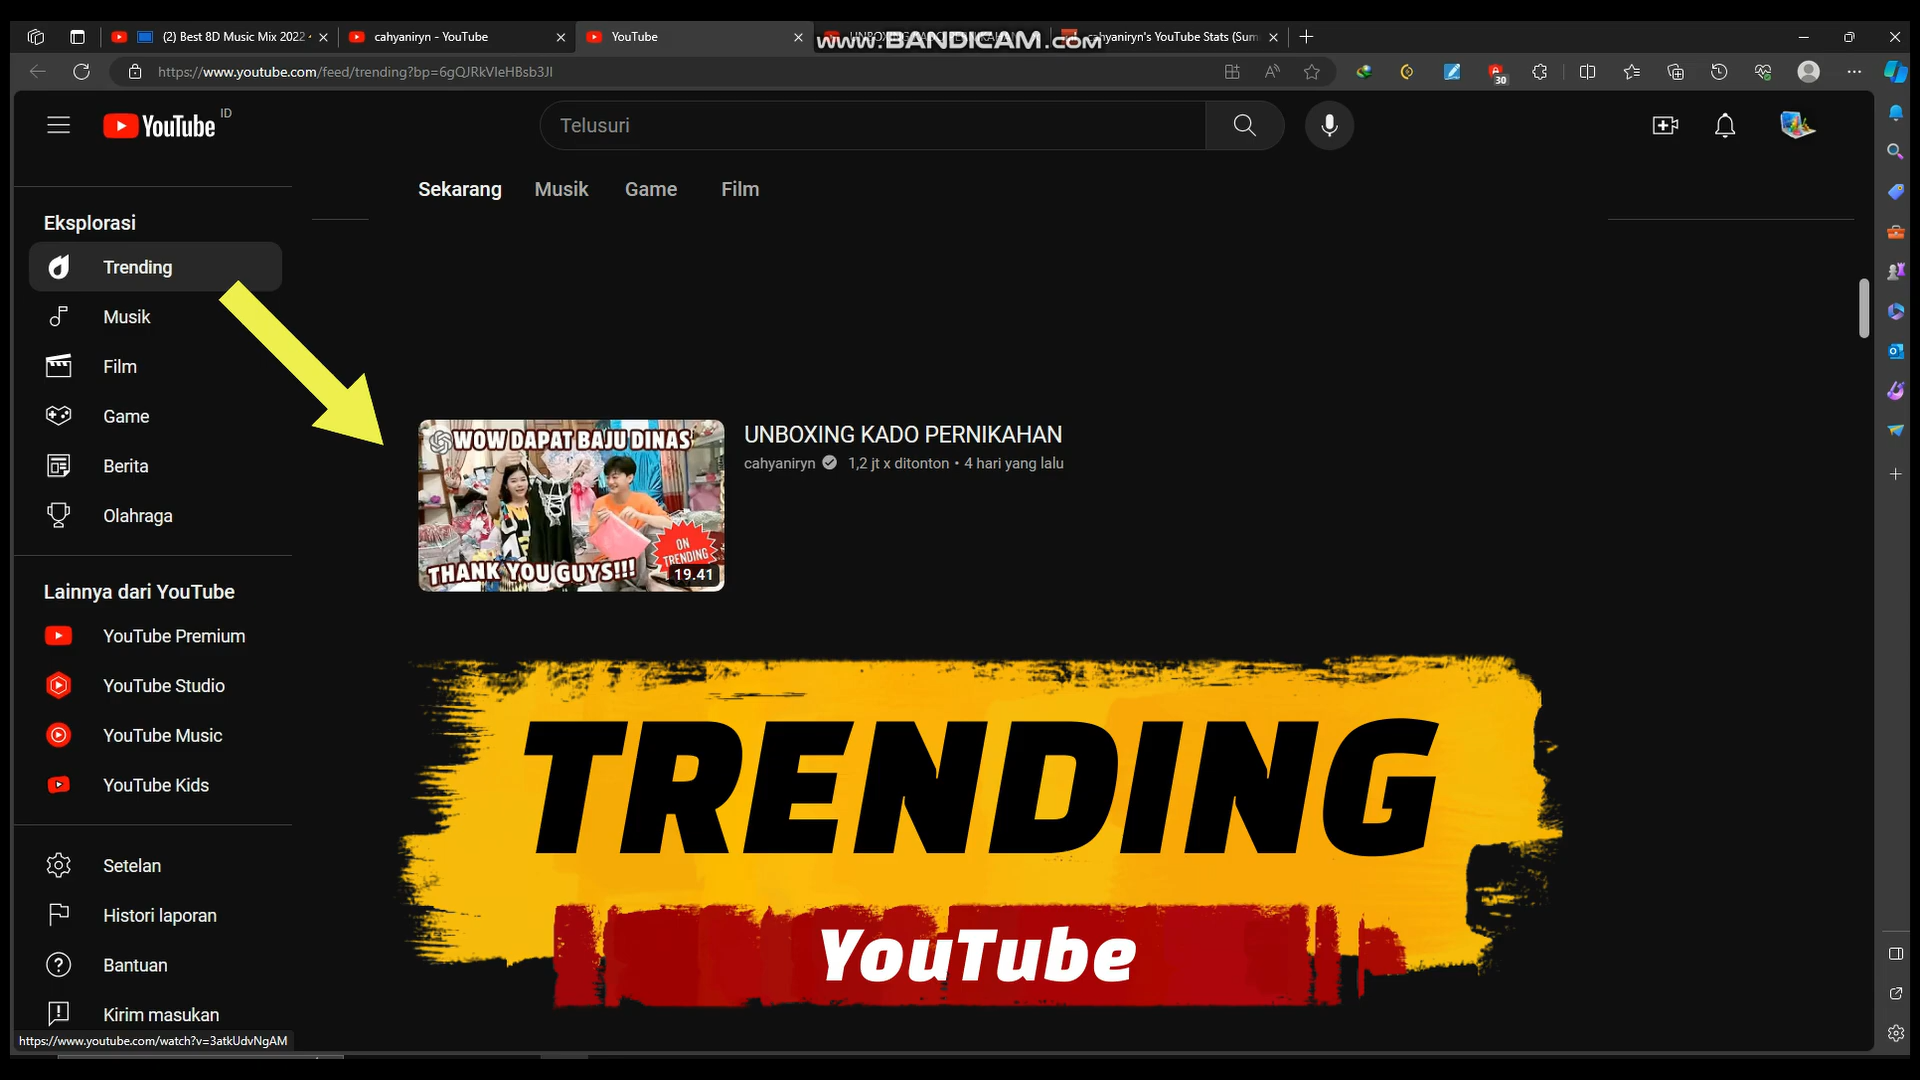 (2) Best 8D Music Mix 2022
cahyaniryn - YouTube
YouTube
www.BANDICAM.com
cahyaniryn's YouTube Stats (Sum
https://www.youtube.com/feed/trending?bp=6gQJRkVleHBsb3Jl
30
YouTube ID
Telusuri
Sekarang Musik Game Film
Eksplorasi
Trending
Musik
Film
Game
Berita
Olahraga
WOW DAPAT BAJU DINAS
ON
TRENDING
THANK YOU GUYS!!!
19.41
UNBOXING KADO PERNIKAHAN
cahyaniryn 1,2 jt x ditonton • 4 hari yang lalu
Lainnya dari YouTube
YouTube Premium
YouTube Studio
YouTube Music
YouTube Kids
TRENDING
YouTube
Setelan
Histori laporan
Bantuan
Kirim masukan
https://www.youtube.com/watch?v=3atkUdvNgAM